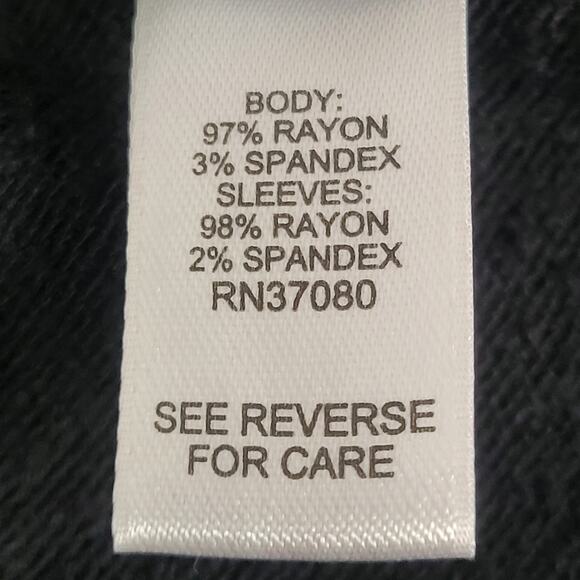 BODY:
97% RAYON
3% SPANDEX
SLEEVES:
98% RAYON
2% SPANDEX
RN37080
SEE REVERSE
FOR CARE